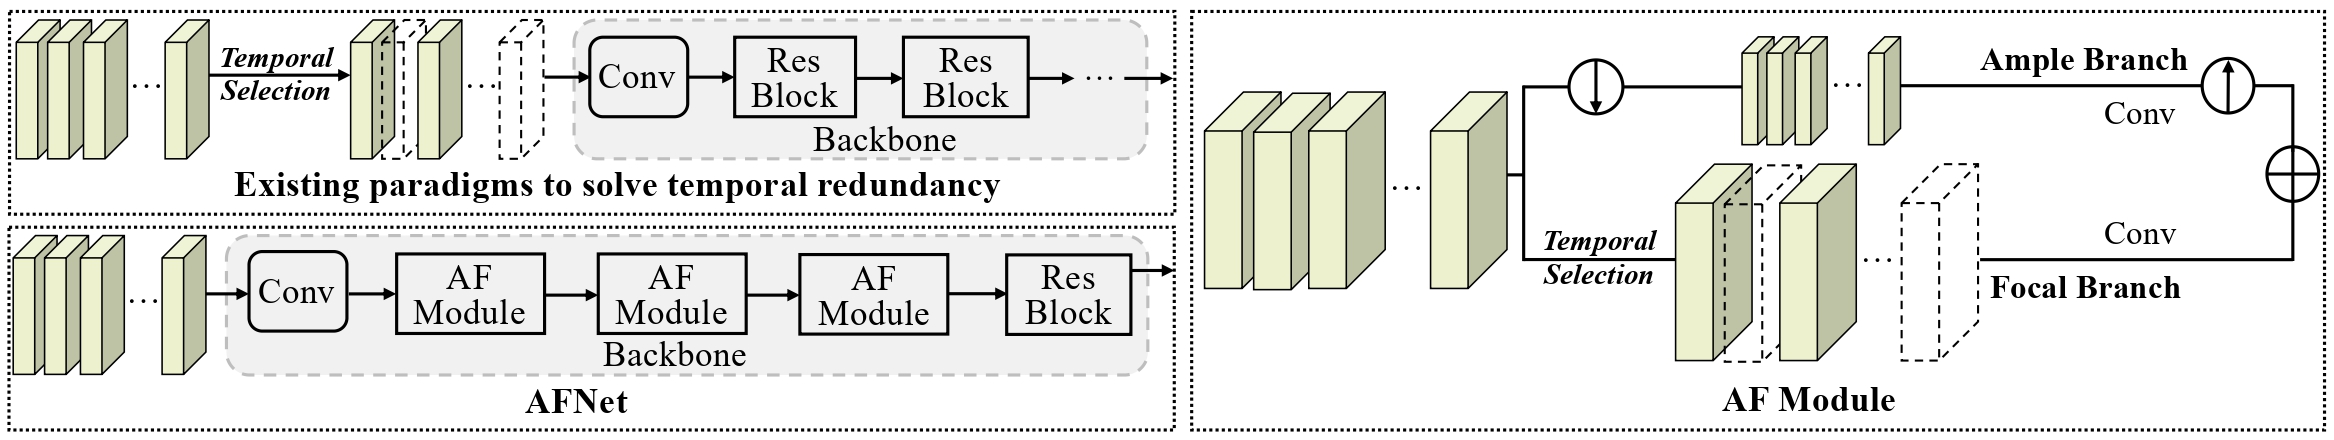 Temporal
Selection
Conv
Res
Block
Res
Block
...
Backbone
Existing paradigms to solve temporal redundancy
Conv
AF
Module
AF
Module
AF
Module
Res
Block
Backbone
AFNet
Ample Branch
Conv
Temporal
Selection
Conv
Focal Branch
AF Module